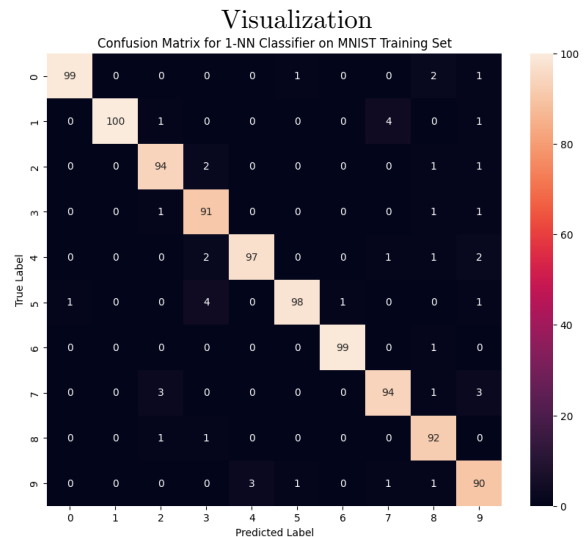 Visualization
Confusion Matrix for 1-NN Classifier on MNIST Training Set
0 99 0 0 0 0 1 0 0 2 1
1 0 100 1 0 0 0 0 4 0 1
2 0 0 94 2 0 0 0 0 1 1
3 0 0 1 91 0 0 0 0 1 1
4 0 0 0 2 97 0 0 1 1 2
5 1 0 0 4 0 98 1 0 0 1
6 0 0 0 0 0 0 99 0 1 0
7 0 0 3 0 0 0 0 94 1 3
8 0 0 1 1 0 0 0 0 92 0
9 0 0 0 0 3 1 0 1 1 90
0 1 2 3 4 5 6 7 8 9
True Label
Predicted Label
100
80
60
40
20
0